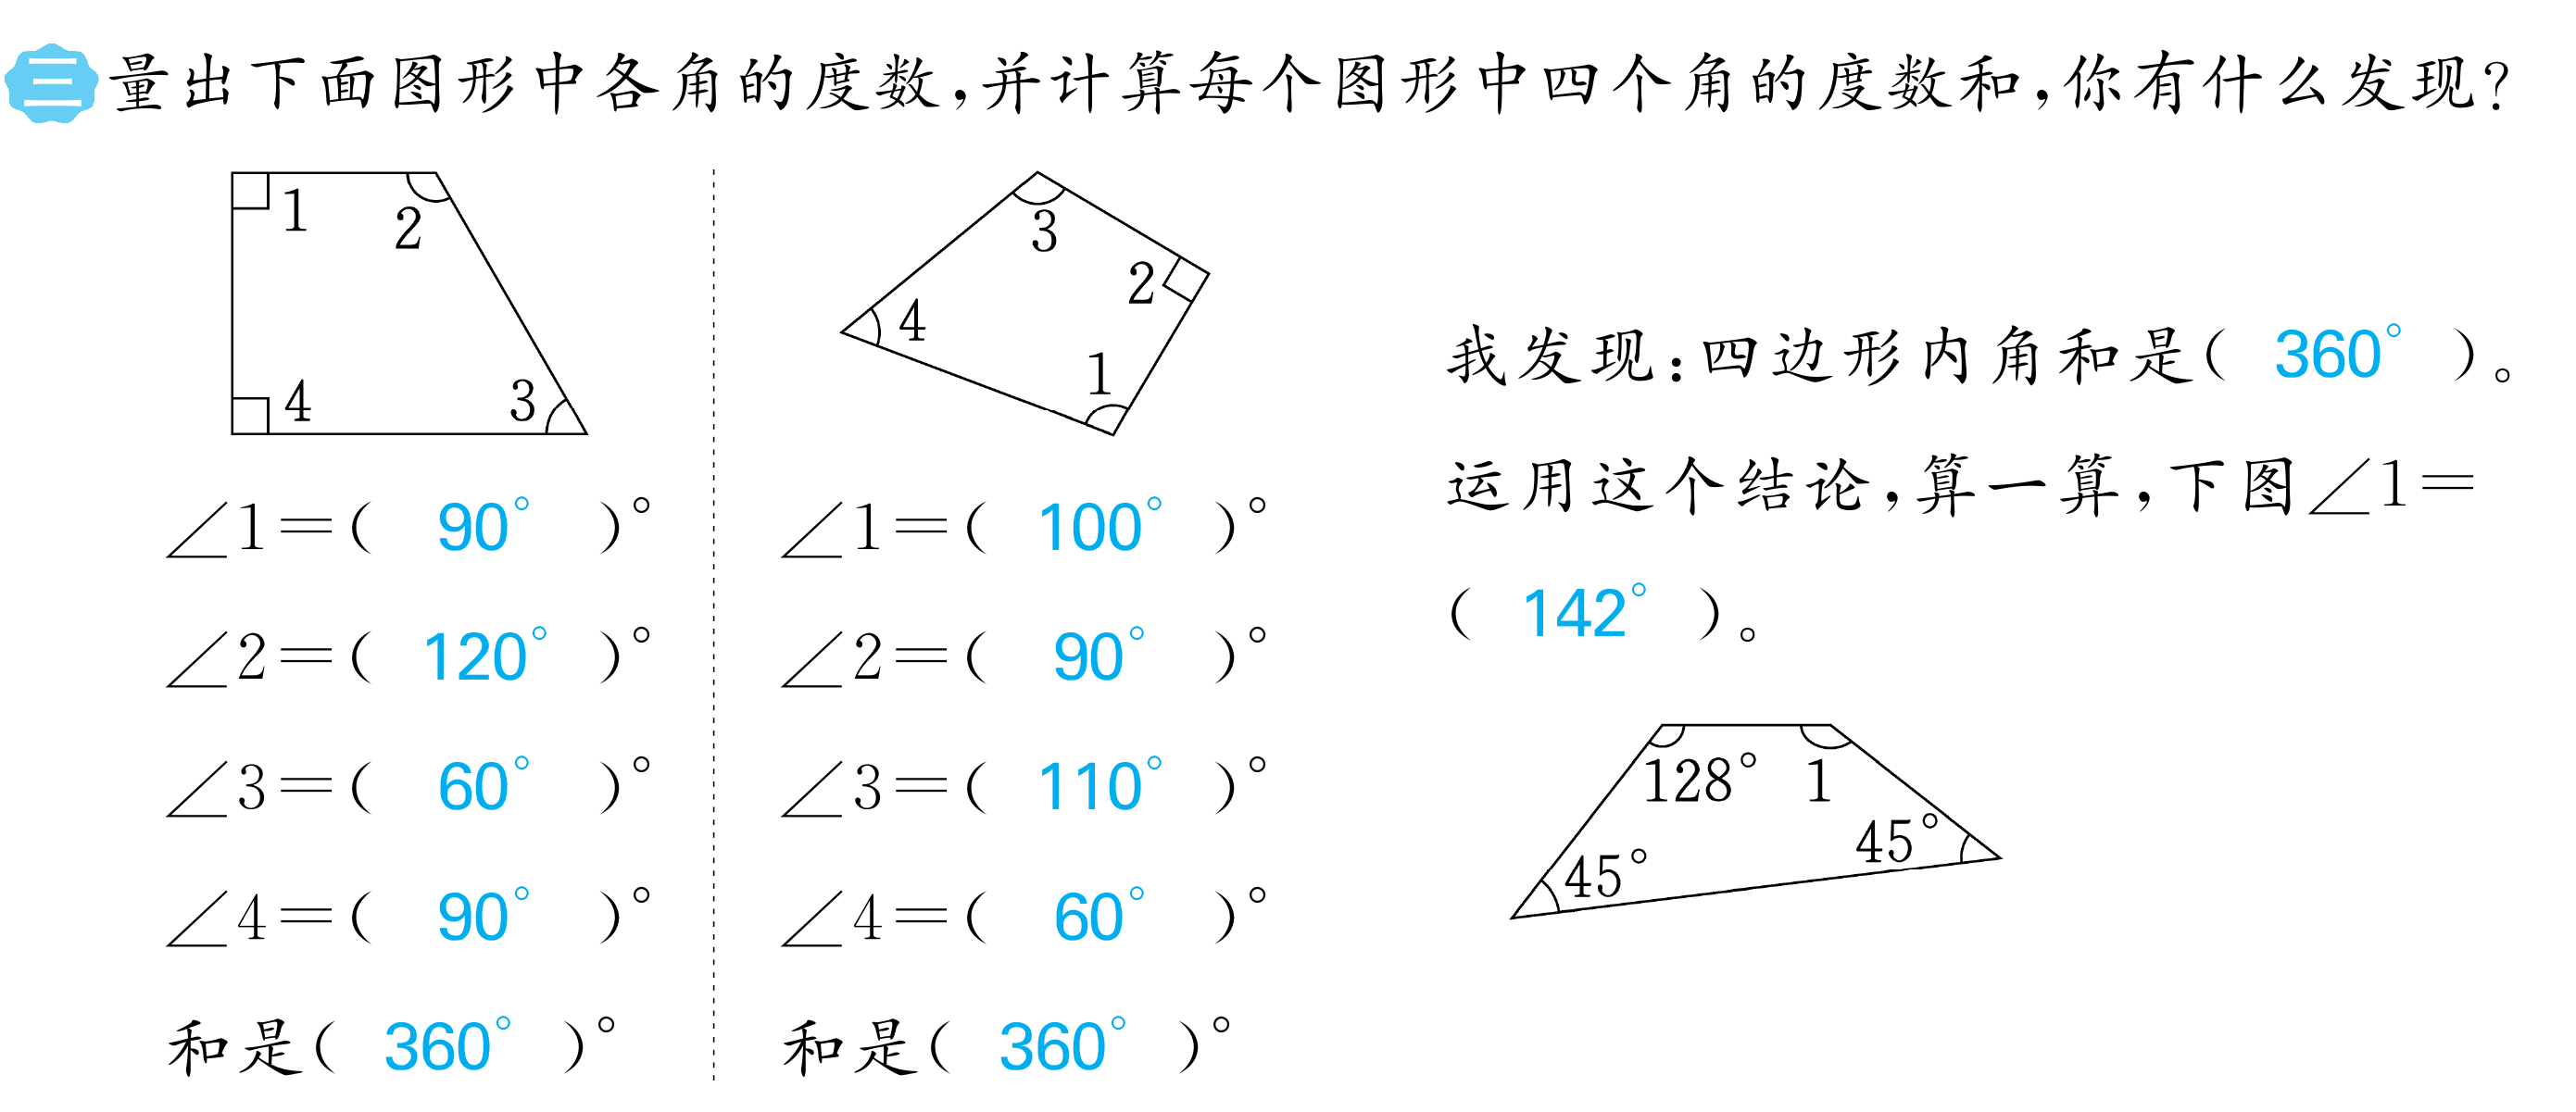 三 量出下面图形中各角的度数,并计算每个图形中四个角的度数和,你有什么发现?
1 2
4 3
∠1=( 90° )°
∠2=( 120° )°
∠3=( 60° )°
∠4=( 90° )°
和是( 360° )°
3
2
4
1
∠1=( 100° )°
∠2=( 90° )°
∠3=( 110° )°
∠4=( 60° )°
和是( 360° )°
我发现:四边形内角和是( 360° )。
运用这个结论,算一算,下图∠1=
( 142° )。
128° 1
45°
45°